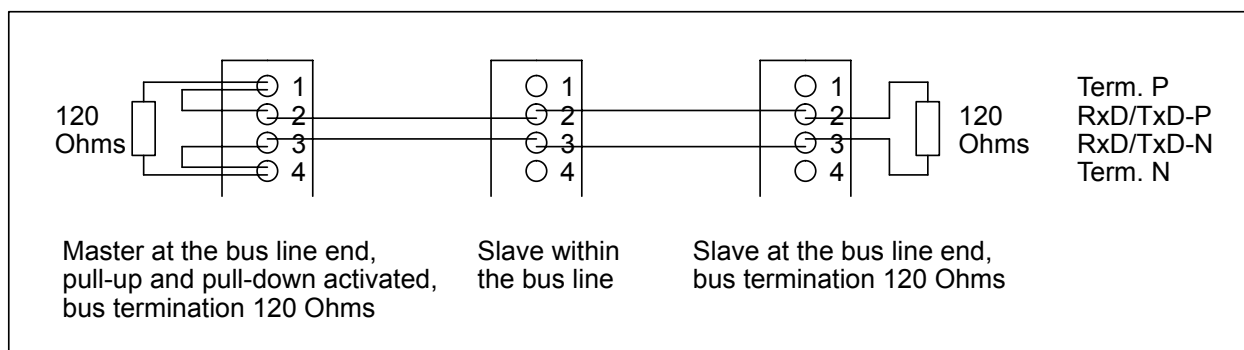 120
Ohms
1
2
3
4
1
2
3
4
1
2
3
4
120
Ohms
Term. P
RxD/TxD-P
RxD/TxD-N
Term. N
Master at the bus line end,
pull-up and pull-down activated,
bus termination 120 Ohms
Slave within
the bus line
Slave at the bus line end,
bus termination 120 Ohms